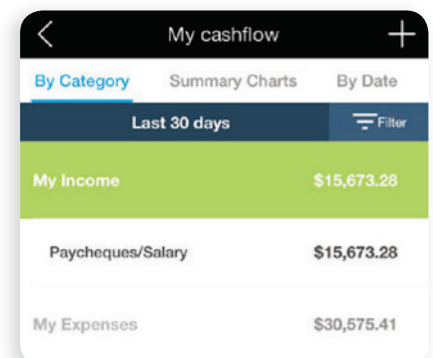 My cashflow
By Category Summary Charts By Date
Last 30 days Filter
My Income $15,673.28
Paycheques/Salary $15,673.28
My Expenses $30,575.41